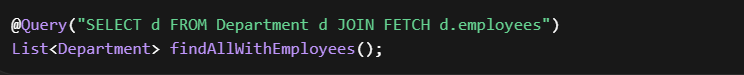 @Query("SELECT d FROM Department d JOIN FETCH d.employees")
List<Department> findAllWithEmployees();